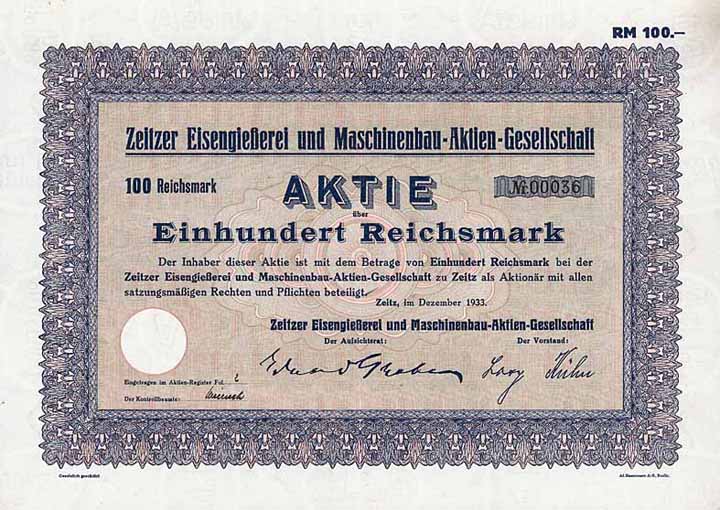 RM 100.—
Zeitzer Eisengießerei und Maschinenbau-Aktien-Gesellschaft
100 Reichsmark AKTIE № 00036
über
Einhundert Reichsmark
Der Inhaber dieser Aktie ist mit dem Betrage von Einhundert Reichsmark bei der
Zeitzer Eisengießerei und Maschinenbau-Aktien-Gesellschaft zu Zeitz als Aktionär mit allen
satzungsmäßigen Rechten und Pflichten beteiligt.
Zeitz, im Dezember 1933.
Zeitzer Eisengießerei und Maschinenbau-Aktien-Gesellschaft
Der Aufsichtsrat: Der Vorstand:
Eingetragen im Aktien-Register Fol. 2
Der Kontrollbeamte:
Gesetzlich geschützt